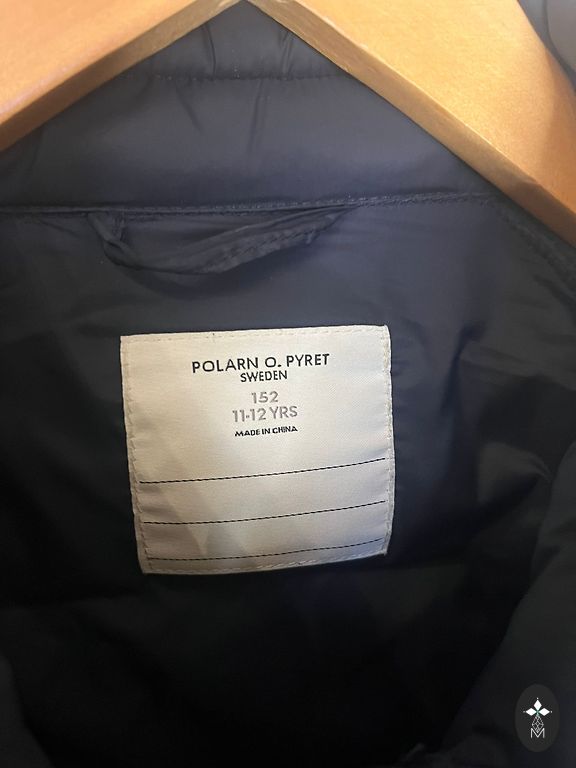 POLARN O. PYRET
SWEDEN
152
11-12 YRS
MADE IN CHINA
M